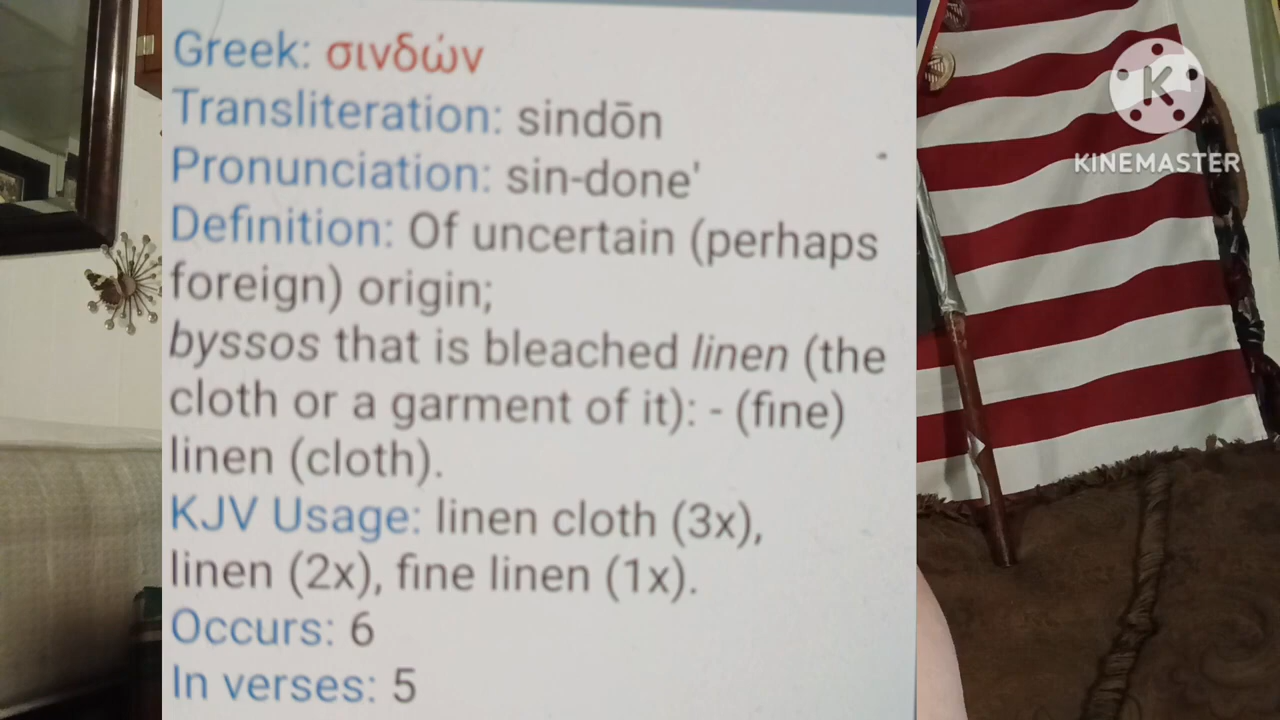 Greek: σινδών
Transliteration: sindōn
Pronunciation: sin-done'
Definition: Of uncertain (perhaps
foreign) origin;
byssos that is bleached linen (the
cloth or a garment of it): - (fine)
linen (cloth).
KJV Usage: linen cloth (3x),
linen (2x), fine linen (1x).
Occurs: 6
In verses: 5
K
KINEMASTER